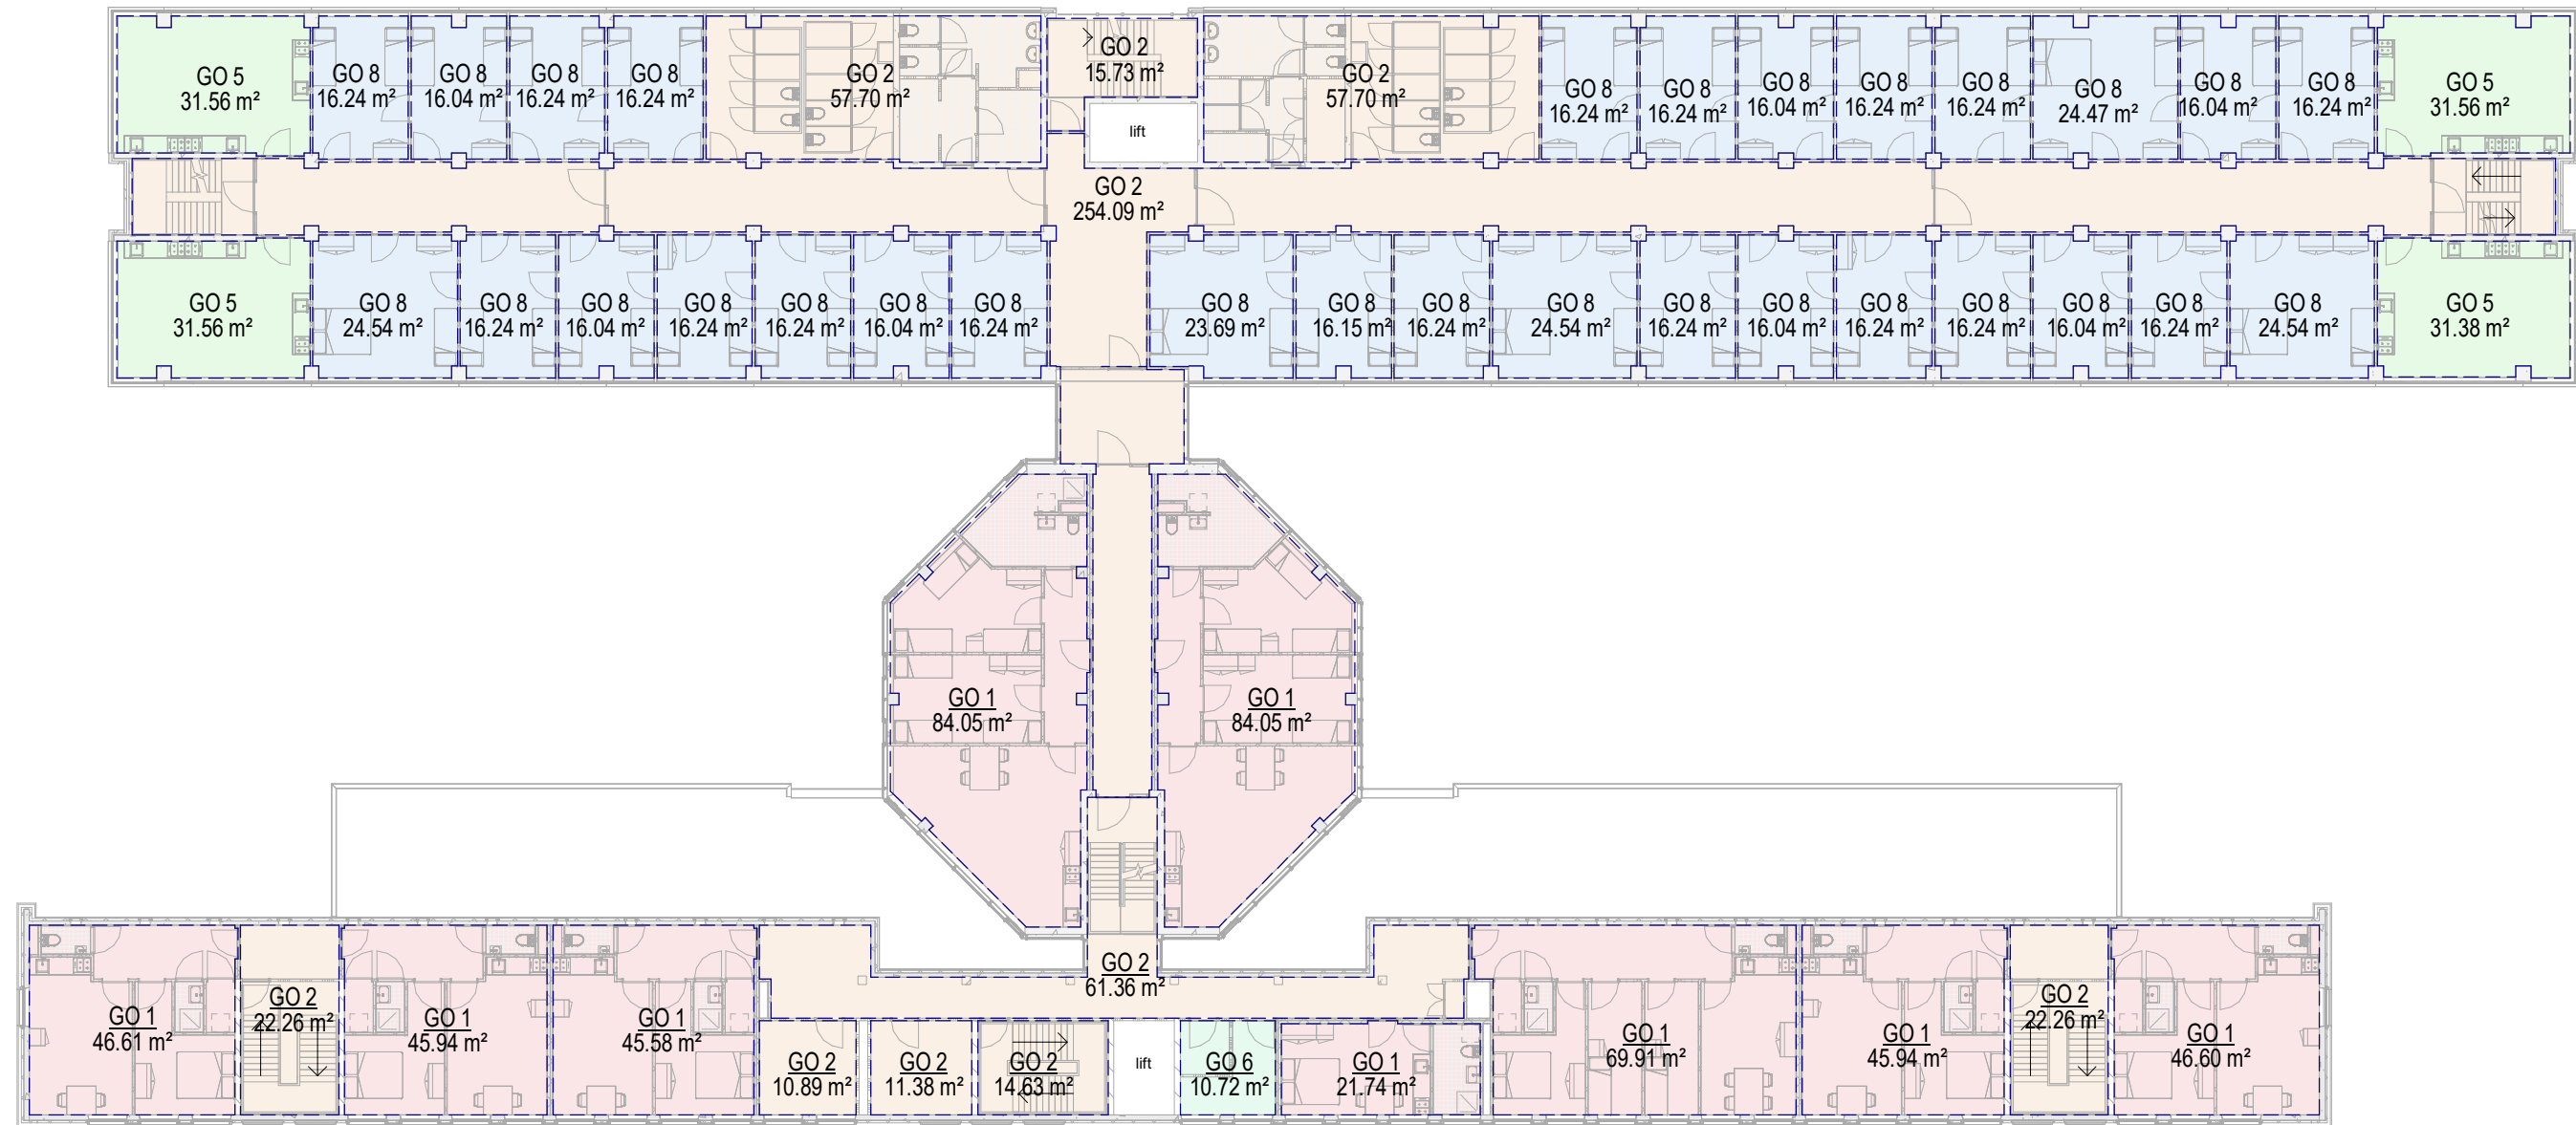 GO 5
31.56 m²
GO 8
16.24 m²
GO 8
16.04 m²
GO 8
16.24 m²
GO 8
16.24 m²
GO 2
57.70 m²
GO 2
15.73 m²
lift
GO 2
57.70 m²
GO 8
16.24 m²
GO 8
16.24 m²
GO 8
16.04 m²
GO 8
16.24 m²
GO 8
16.24 m²
GO 8
24.47 m²
GO 8
16.04 m²
GO 8
16.24 m²
GO 5
31.56 m²
GO 2
254.09 m²
GO 5
31.56 m²
GO 8
24.54 m²
GO 8
16.24 m²
GO 8
16.04 m²
GO 8
16.24 m²
GO 8
16.24 m²
GO 8
16.04 m²
GO 8
16.24 m²
GO 8
23.69 m²
GO 8
16.15 m²
GO 8
16.24 m²
GO 8
24.54 m²
GO 8
16.24 m²
GO 8
16.04 m²
GO 8
16.24 m²
GO 8
16.24 m²
GO 8
16.04 m²
GO 8
16.24 m²
GO 8
24.54 m²
GO 5
31.38 m²
GO 1
84.05 m²
GO 1
84.05 m²
GO 2
61.36 m²
GO 1
46.61 m²
GO 2
22.26 m²
GO 1
45.94 m²
GO 1
45.58 m²
GO 2
10.89 m²
GO 2
11.38 m²
GO 2
14.63 m²
lift
GO 6
10.72 m²
GO 1
21.74 m²
GO 1
69.91 m²
GO 1
45.94 m²
GO 2
22.26 m²
GO 1
46.60 m²